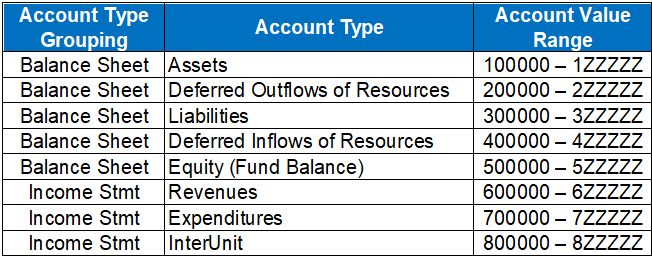 Account Type Grouping Account Type Account Value Range
Balance Sheet Assets 100000 – 1ZZZZZ
Balance Sheet Deferred Outflows of Resources 200000 – 2ZZZZZ
Balance Sheet Liabilities 300000 – 3ZZZZZ
Balance Sheet Deferred Inflows of Resources 400000 – 4ZZZZZ
Balance Sheet Equity (Fund Balance) 500000 – 5ZZZZZ
Income Stmt Revenues 600000 – 6ZZZZZ
Income Stmt Expenditures 700000 – 7ZZZZZ
Income Stmt InterUnit 800000 – 8ZZZZZ